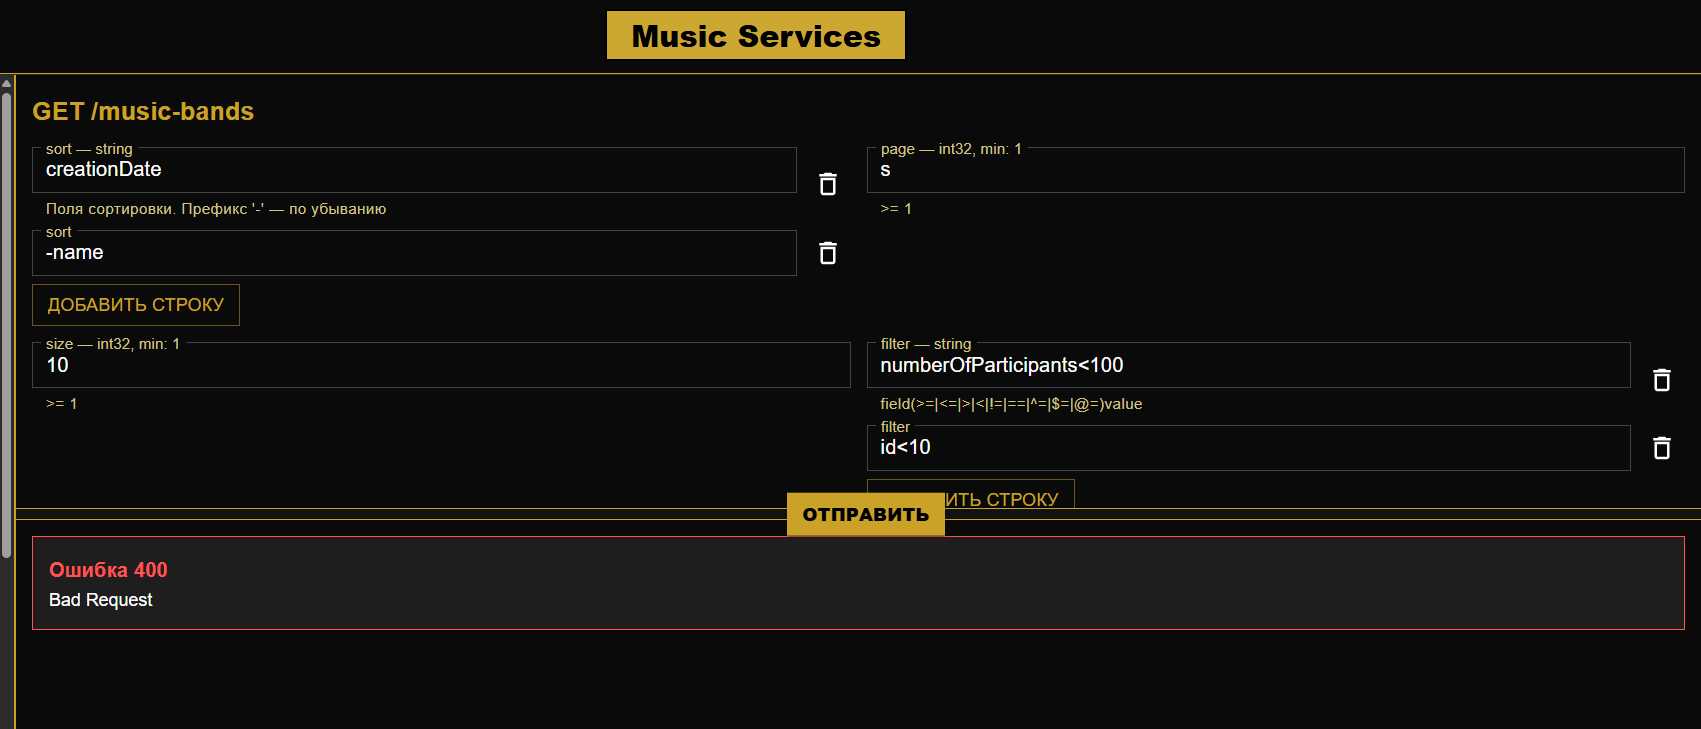 Music Services
GET /music-bands
sort — string
creationDate
Поля сортировки. Префикс '-' — по убыванию
sort
-name
ДОБАВИТЬ СТРОКУ
page — int32, min: 1
s
>= 1
size — int32, min: 1
10
>= 1
filter — string
numberOfParticipants<100
field(>=|<=|>|<|!=|==|^=|$=|@=)value
filter
id<10
ИТЬ СТРОКУ
ОТПРАВИТЬ
Ошибка 400
Bad Request